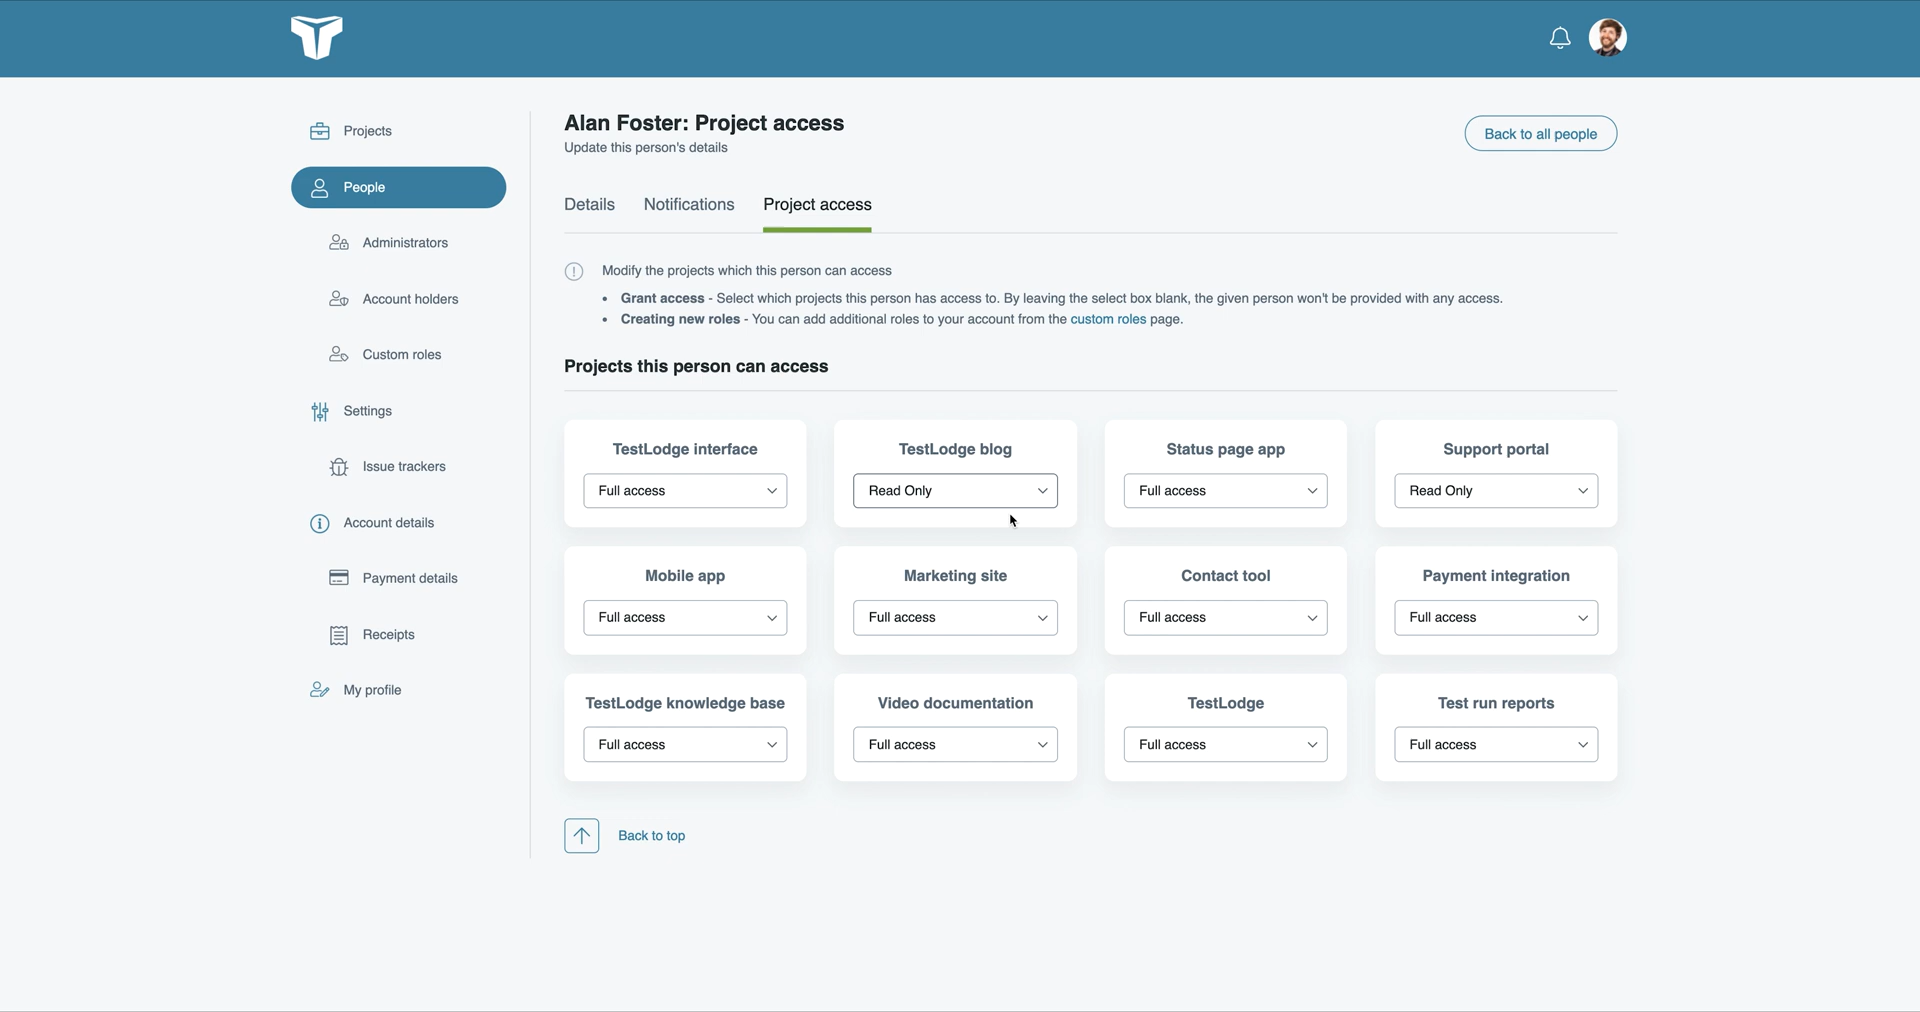 Projects
People
Administrators
Account holders
Custom roles
Settings
Issue trackers
Account details
Payment details
Receipts
My profile
Alan Foster: Project access
Update this person's details
Back to all people
Details Notifications Project access
Modify the projects which this person can access
• Grant access - Select which projects this person has access to. By leaving the select box blank, the given person won't be provided with any access.
• Creating new roles - You can add additional roles to your account from the custom roles page.
Projects this person can access
TestLodge interface TestLodge blog Status page app Support portal
Full access Read Only Full access Read Only
Mobile app Marketing site Contact tool Payment integration
Full access Full access Full access Full access
TestLodge knowledge base Video documentation TestLodge Test run reports
Full access Full access Full access Full access
Back to top